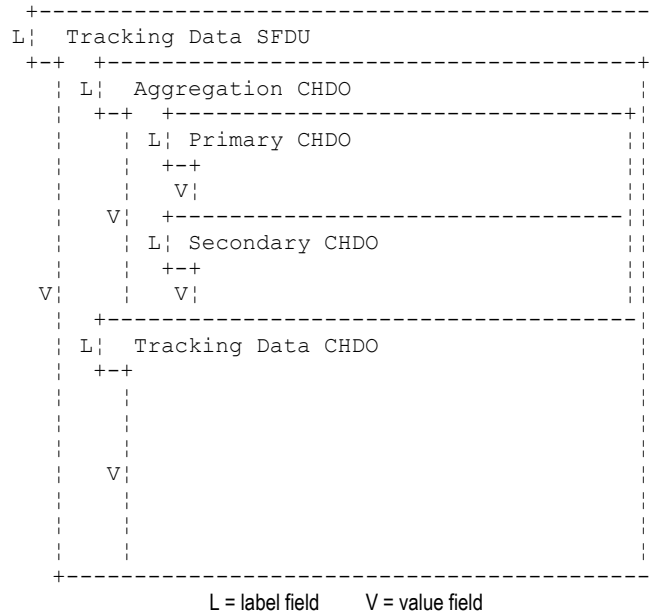 L¦ Tracking Data SFDU
L¦ Aggregation CHDO
L¦ Primary CHDO
V¦
V¦
L¦ Secondary CHDO
V¦ V¦
L¦ Tracking Data CHDO
V¦
L = label field V = value field